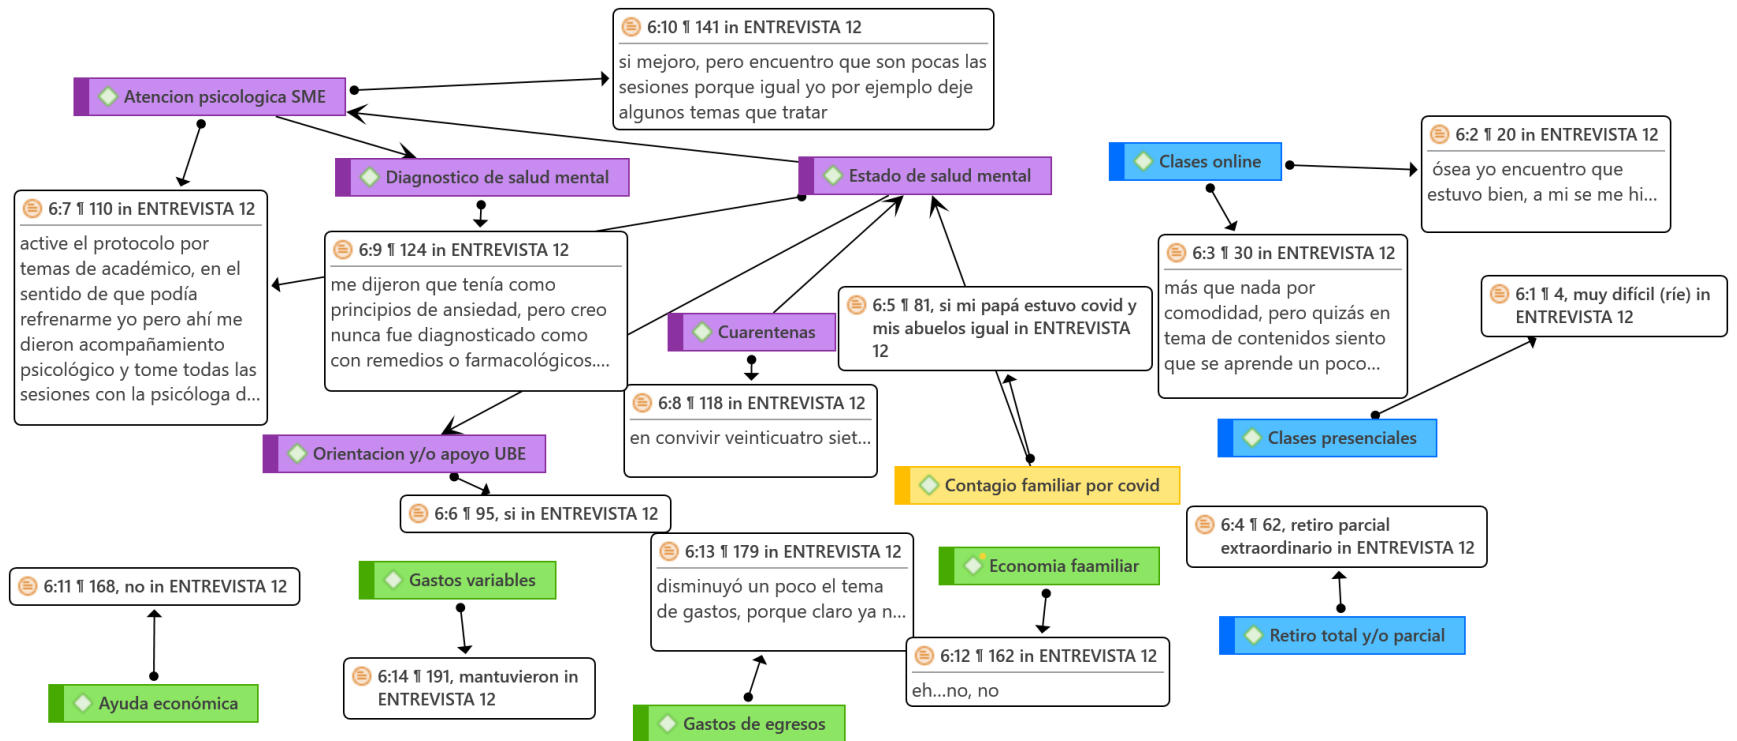 6:10 ¶ 141 in ENTREVISTA 12
si mejoro, pero encuentro que son pocas las
sesiones porque igual yo por ejemplo deje
algunos temas que tratar
Atencion psicologica SME
Diagnostico de salud mental
Estado de salud mental
Clases online
6:2 ¶ 20 in ENTREVISTA 12
ósea yo encuentro que
estuvo bien, a mi se me hi...
6:7 ¶ 110 in ENTREVISTA 12
active el protocolo por
temas de académico, en el
sentido de que podía
refrenarme yo pero ahí me
dieron acompañamiento
psicológico y tome todas las
sesiones con la psicóloga d...
6:9 ¶ 124 in ENTREVISTA 12
me dijeron que tenía como
principios de ansiedad, pero creo
nunca fue diagnosticado como
con remedios o farmacológicos....
6:3 ¶ 30 in ENTREVISTA 12
más que nada por
comodidad, pero quizás en
tema de contenidos siento
que se aprende un poco...
6:5 ¶ 81, si mi papá estuvo covid y
mis abuelos igual in ENTREVISTA
12
6:1 ¶ 4, muy difícil (ríe) in
ENTREVISTA 12
Cuarentenas
6:8 ¶ 118 in ENTREVISTA 12
en convivir veinticuatro siet...
Clases presenciales
Orientacion y/o apoyo UBE
Contagio familiar por covid
6:6 ¶ 95, si in ENTREVISTA 12
6:4 ¶ 62, retiro parcial
extraordinario in ENTREVISTA 12
6:13 ¶ 179 in ENTREVISTA 12
disminuyó un poco el tema
de gastos, porque claro ya n...
Economia faamiliar
6:11 ¶ 168, no in ENTREVISTA 12
Gastos variables
Retiro total y/o parcial
6:12 ¶ 162 in ENTREVISTA 12
eh...no, no
6:14 ¶ 191, mantuvieron in
ENTREVISTA 12
Ayuda económica
Gastos de egresos